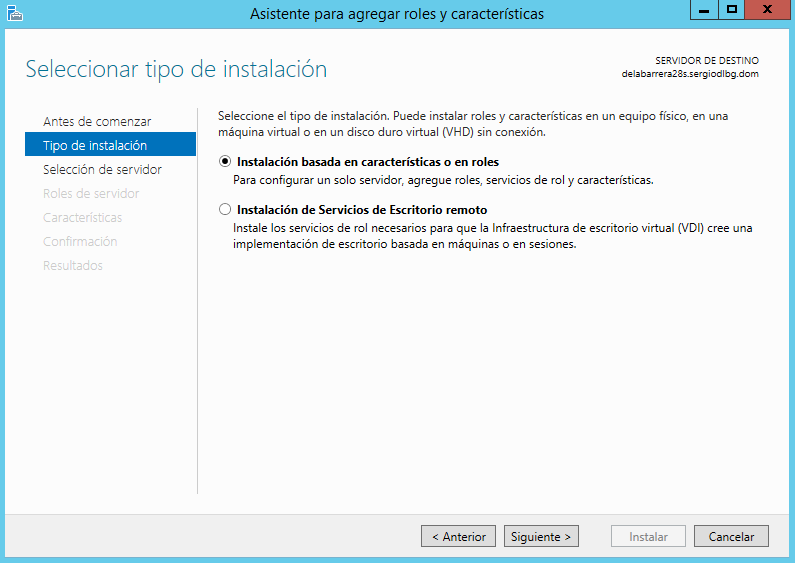 Asistente para agregar roles y características
Seleccionar tipo de instalación
SERVIDOR DE DESTINO
delabarrera28s.sergiodlbg.dom
Antes de comenzar
Tipo de instalación
Selección de servidor
Roles de servidor
Características
Confirmación
Resultados
Seleccione el tipo de instalación. Puede instalar roles y características en un equipo físico, en una
máquina virtual o en un disco duro virtual (VHD) sin conexión.
Instalación basada en características o en roles
Para configurar un solo servidor, agregue roles, servicios de rol y características.
Instalación de Servicios de Escritorio remoto
Instale los servicios de rol necesarios para que la Infraestructura de escritorio virtual (VDI) cree una
implementación de escritorio basada en máquinas o en sesiones.
< Anterior
Siguiente >
Instalar
Cancelar